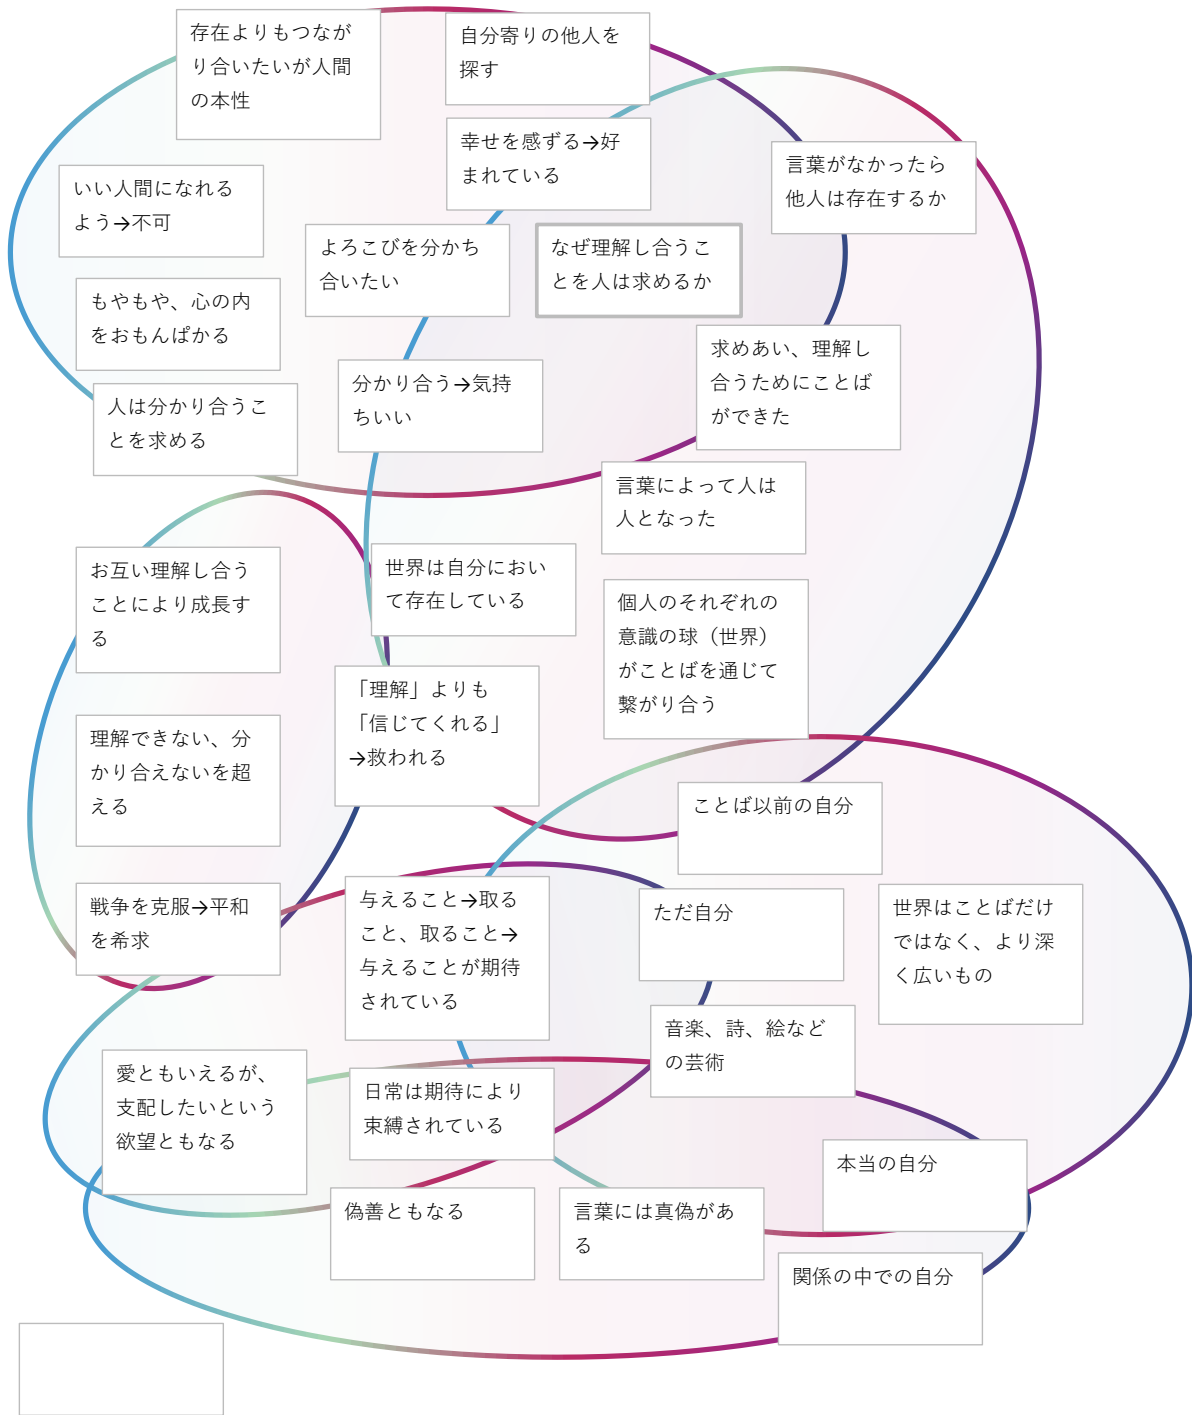 存在よりもつなが
り合いたいが人間
の本性
自分寄りの他人を
探す
幸せを感ずる→好
まれている
言葉がなかったら
他人は存在するか
いい人間になれる
よう→不可
よろこびを分かち
合いたい
なぜ理解し合うこ
とを人は求めるか
もやもや、心の内
をおもんぱかる
求めあい、理解し
合うためにことば
ができた
分かり合う→気持
ちいい
人は分かり合うこ
とを求める
言葉によって人は
人となった
お互い理解し合う
ことにより成長す
る
世界は自分におい
て存在している
個人のそれぞれの
意識の球（世界）
がことばを通じて
繋がり合う
「理解」よりも
「信じてくれる」
→救われる
理解できない、分
かり合えないを超
える
ことば以前の自分
戦争を克服→平和
を希求
与えること→取る
こと、取ること→
与えることが期待
されている
ただ自分
世界はことばだけ
ではなく、より深
く広いもの
音楽、詩、絵など
の芸術
愛ともいえるが、
支配したいという
欲望ともなる
日常は期待により
束縛されている
本当の自分
偽善ともなる
言葉には真偽があ
る
関係の中での自分